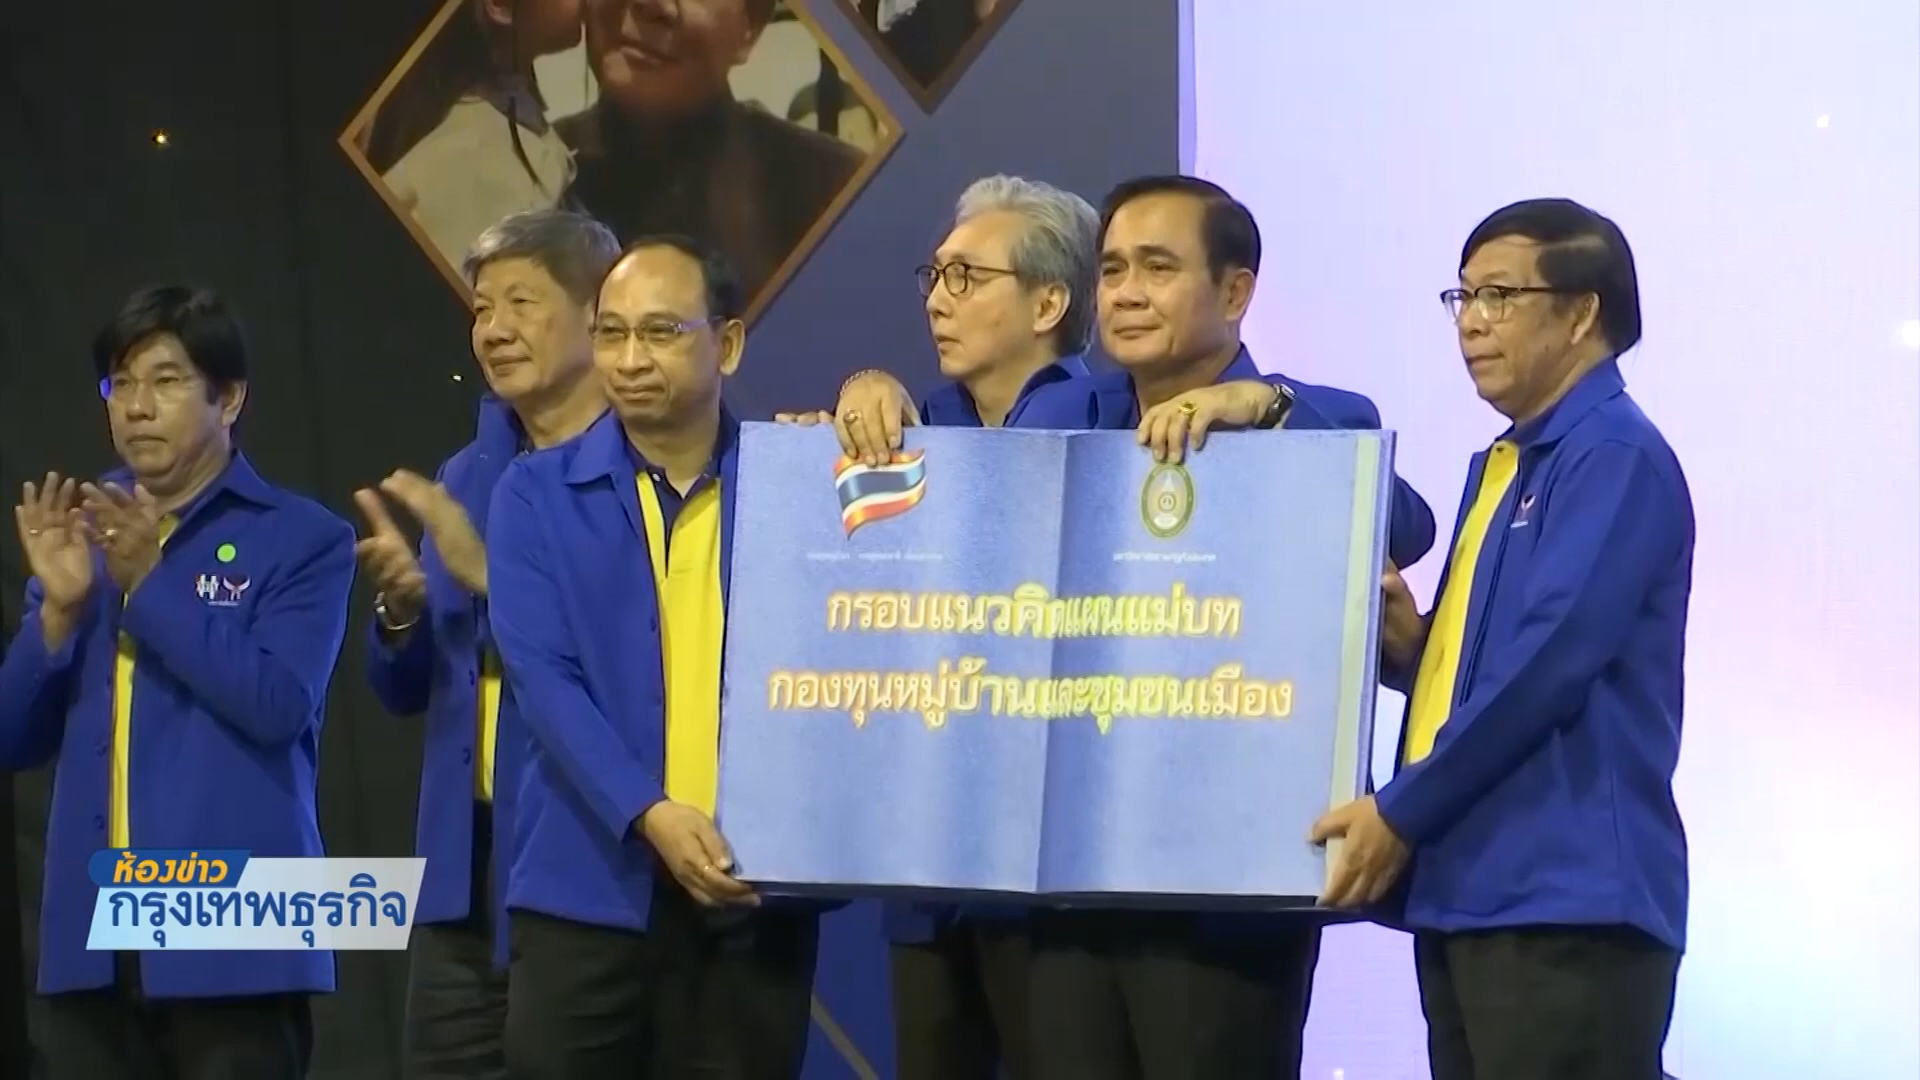 กรอบแนวคิดแผนแม่บท
กองทุนหมู่บ้านและชุมชนเมือง
ห้องข่าว
กรุงเทพธุรกิจ